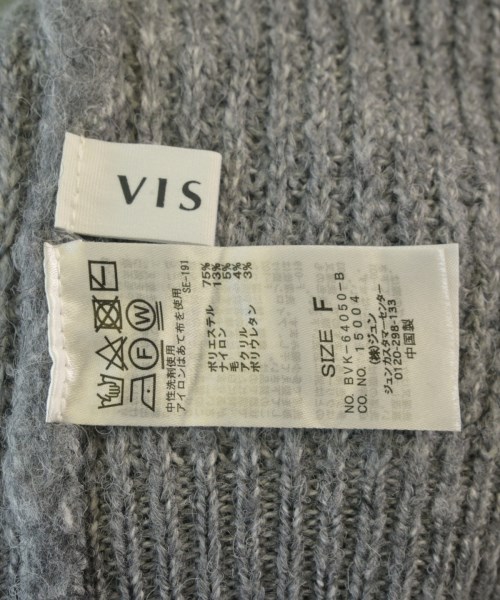 VIS
中性洗剤使用
アイロンはあて布を使用
SE-191
ポリエステル 75%
ナイロン 13%
毛 5%
アクリル 4%
ポリウレタン 3%
SIZE F
NO. BVK-64050-B
CO. NO. 15004
(株)ジュン
ジュン カスタマーセンター
0120-298-133
中国製